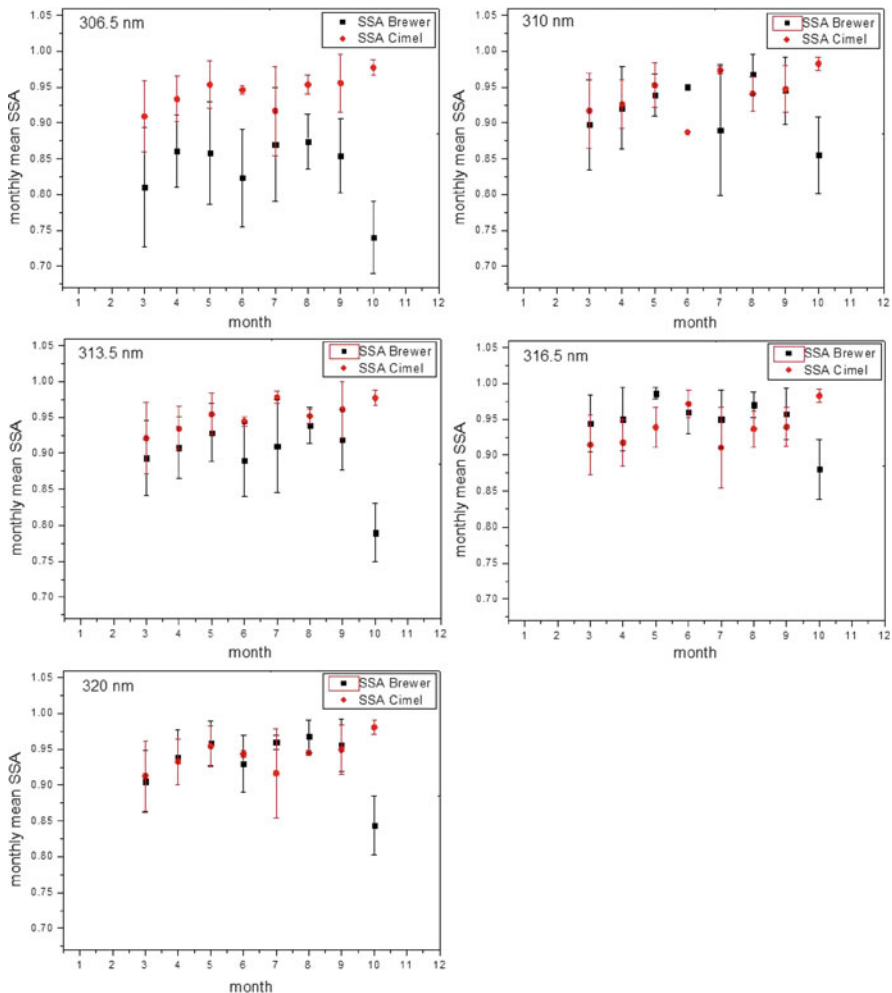 306.5 nm
SSA Brewer
SSA Cimel
monthly mean SSA
1.05
1.00
0.95
0.90
0.85
0.80
0.75
0.70
1 2 3 4 5 6 7 8 9 10 11 12
month
310 nm
SSA Brewer
SSA Cimel
monthly mean SSA
1.05
1.00
0.95
0.90
0.85
0.80
0.75
0.70
1 2 3 4 5 6 7 8 9 10 11 12
month
313.5 nm
SSA Brewer
SSA Cimel
monthly mean SSA
1.05
1.00
0.95
0.90
0.85
0.80
0.75
0.70
1 2 3 4 5 6 7 8 9 10 11 12
month
316.5 nm
SSA Brewer
SSA Cimel
monthly mean SSA
1.05
1.00
0.95
0.90
0.85
0.80
0.75
0.70
1 2 3 4 5 6 7 8 9 10 11 12
month
320 nm
SSA Brewer
SSA Cimel
monthly mean SSA
1.05
1.00
0.95
0.90
0.85
0.80
0.75
0.70
1 2 3 4 5 6 7 8 9 10 11 12
month